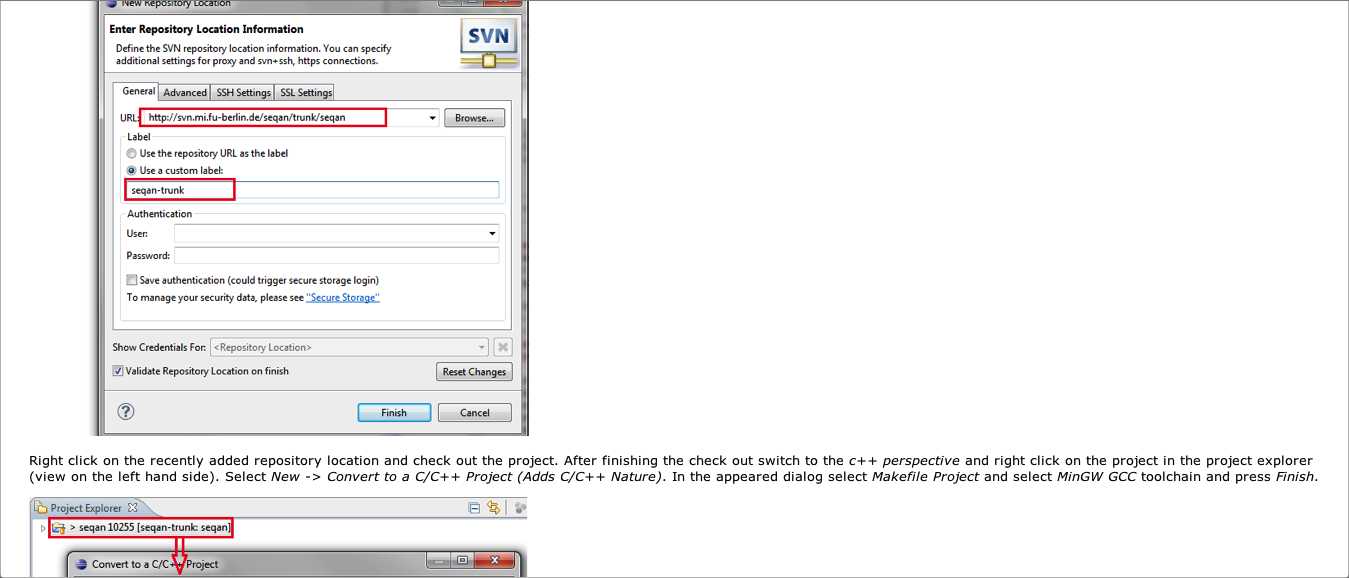 New Repository Location
Enter Repository Location Information
Define the SVN repository location information. You can specify
additional settings for proxy and svn+ssh, https connections.
SVN
General Advanced SSH Settings SSL Settings
URL: http://svn.mi.fu-berlin.de/seqan/trunk/seqan Browse...
Label
Use the repository URL as the label
Use a custom label:
seqan-trunk
Authentication
User:
Password:
Save authentication (could trigger secure storage login)
To manage your security data, please see "Secure Storage"
Show Credentials For: <Repository Location>
Validate Repository Location on finish Reset Changes
? Finish Cancel
Right click on the recently added repository location and check out the project. After finishing the check out switch to the c++ perspective and right click on the project in the project explorer
(view on the left hand side). Select New -> Convert to a C/C++ Project (Adds C/C++ Nature). In the appeared dialog select Makefile Project and select MinGW GCC toolchain and press Finish.
Project Explorer
> seqan 10255 [seqan-trunk: seqan]
Convert to a C/C++ Project